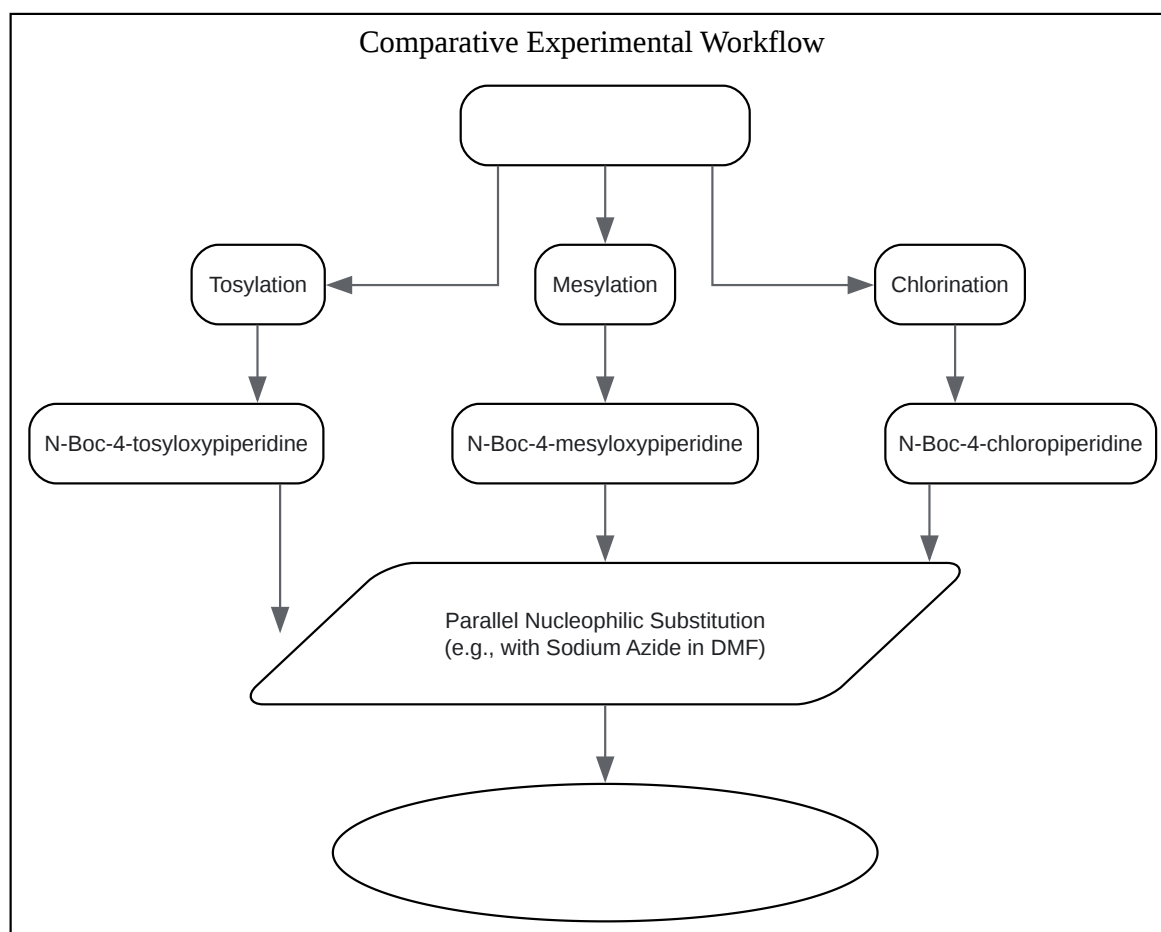 Comparative Experimental Workflow
Tosylation
Mesylation
Chlorination
N-Boc-4-tosyloxypiperidine
N-Boc-4-mesyloxypiperidine
N-Boc-4-chloropiperidine
Parallel Nucleophilic Substitution
(e.g., with Sodium Azide in DMF)